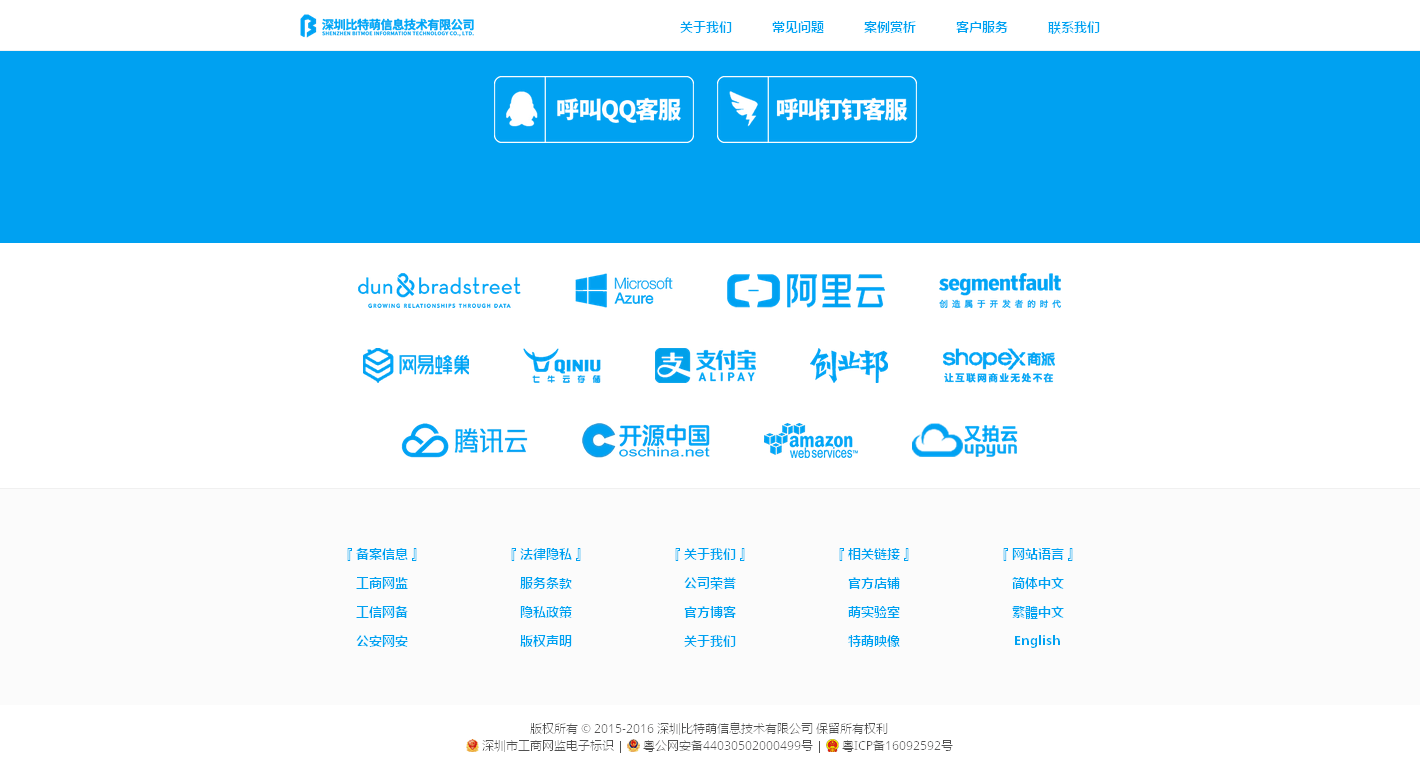 深圳比特萌信息技术有限公司
SHENZHEN BITMOE INFORMATION TECHNOLOGY CO., LTD.
关于我们 常见问题 案例赏析 客户服务 联系我们
呼叫QQ客服 呼叫钉钉客服
dun&bradstreet Microsoft Azure 阿里云 segmentfault
GROWING RELATIONSHIPS THROUGH DATA 创造属于开发者的时代
网易蜂巢 QINIU 支付宝 创业邦 shopex商派
七牛云存储 ALIPAY 让互联网商业无处不在
腾讯云 开源中国 amazon 又拍云
oschina.net web services™ upyun
『 备案信息 』 『 法律隐私 』 『 关于我们 』 『 相关链接 』 『 网站语言 』
工商网监 服务条款 公司荣誉 官方店铺 简体中文
工信网备 隐私政策 官方博客 萌实验室 繁體中文
公安网安 版权声明 关于我们 特萌映像 English
版权所有 © 2015-2016 深圳比特萌信息技术有限公司 保留所有权利
深圳市工商网监电子标识 | 粤公网安备44030502000499号 | 粤ICP备16092592号